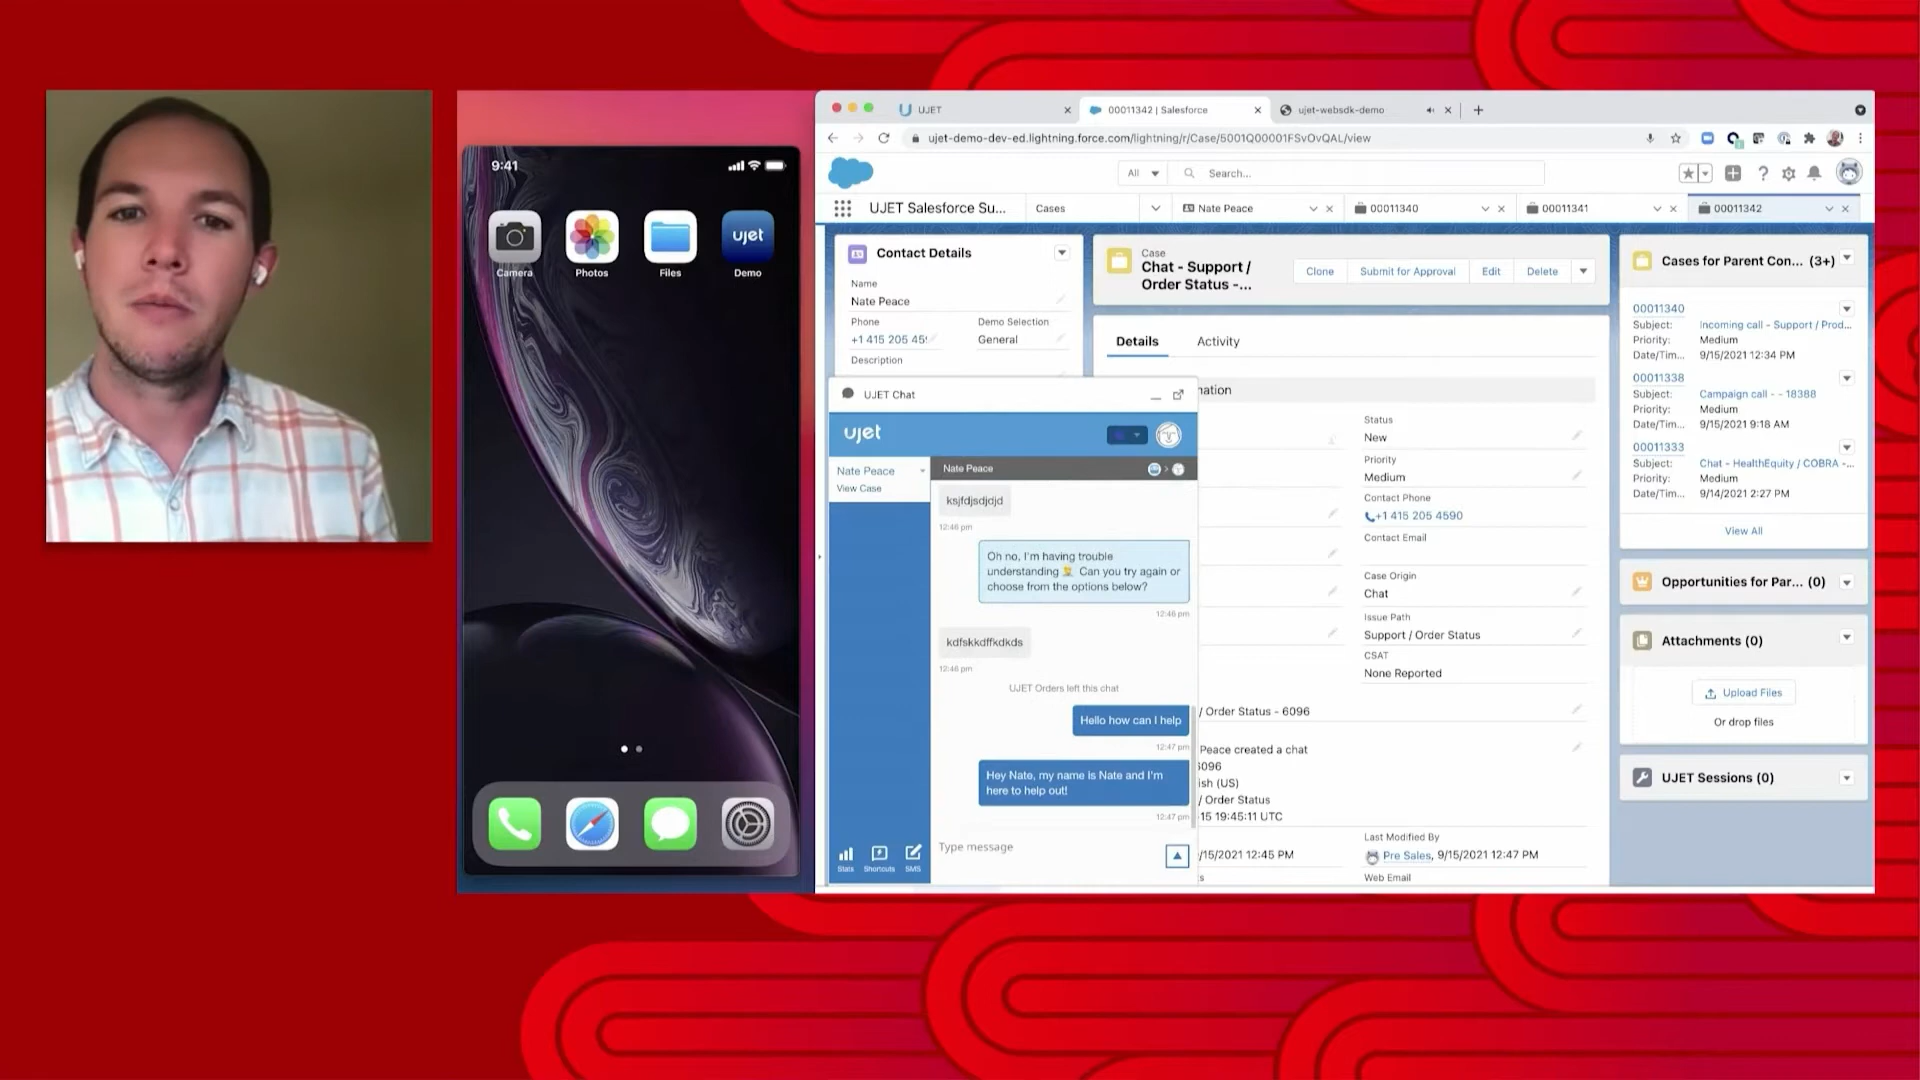 9:41
Camera
Photos
Files
ujet
Demo
UJET
00011342 | Salesforce
ujet-websdk-demo
ujet-demo-dev-ed.lightning.force.com/lightning/r/Case/5001Q00001FSvOvQAL/view
All
Search...
UJET Salesforce Su...
Cases
Nate Peace
00011340
00011341
00011342
Contact Details
Name
Nate Peace
Phone
Demo Selection
+1 415 205 45
General
Description
Case
Chat - Support /
Order Status -...
Clone
Submit for Approval
Edit
Delete
Details
Activity
nation
Status
New
Priority
Medium
Contact Phone
+1 415 205 4590
Contact Email
Case Origin
Chat
Issue Path
Support / Order Status
CSAT
None Reported
/ Order Status - 6096
Peace created a chat
6096
ish (US)
/ Order Status
-15 19:45:11 UTC
Last Modified By
/15/2021 12:45 PM
Pre Sales, 9/15/2021 12:47 PM
Web Email
UJET Chat
ujet
Nate Peace
View Case
Nate Peace
ksjfdjsdjdjd
12:46 pm
Oh no, I'm having trouble
understanding 🤷 Can you try again or
choose from the options below?
12:46 pm
kdfskkdffkdkds
12:46 pm
UJET Orders left this chat
Hello how can I help
12:47 pm
Hey Nate, my name is Nate and I'm
here to help out!
12:47 pm
Type message
Stats
Shortcuts
SMS
Cases for Parent Con... (3+)
00011340
Subject: Incoming call - Support / Prod...
Priority: Medium
Date/Tim... 9/15/2021 12:34 PM
00011338
Subject: Campaign call - - 18388
Priority: Medium
Date/Tim... 9/15/2021 9:18 AM
00011333
Subject: Chat - HealthEquity / COBRA -...
Priority: Medium
Date/Tim... 9/14/2021 2:27 PM
View All
Opportunities for Par... (0)
Attachments (0)
Upload Files
Or drop files
UJET Sessions (0)